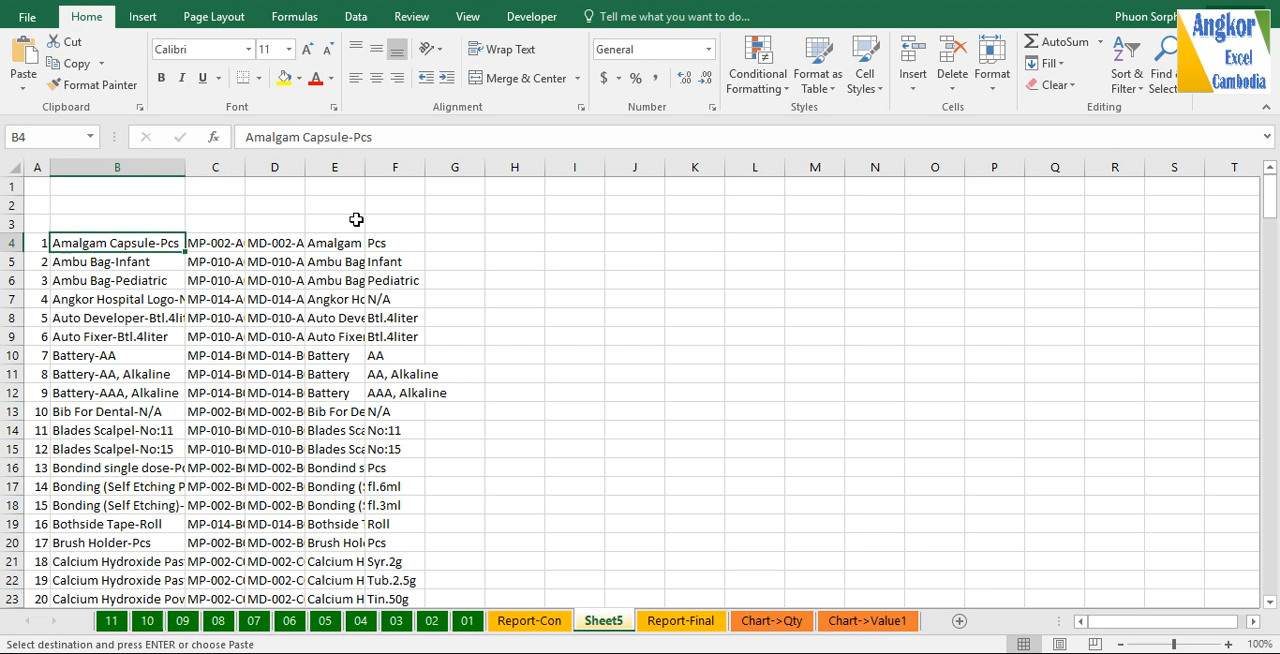 File Home Insert Page Layout Formulas Data Review View Developer Tell me what you want to do... Phuon Sorph
Angkor
Excel
Cambodia
Cut
Copy
Format Painter
Paste
Clipboard
Calibri 11
B I U
Font
Wrap Text
Merge & Center
Alignment
General
$ % ,
Number
Conditional Formatting
Format as Table
Cell Styles
Styles
Insert Delete Format
Cells
AutoSum
Fill
Clear
Sort & Filter
Find Select
Editing
B4 fx Amalgam Capsule-Pcs
A B C D E F G H I J K L M N O P Q R S T
1
2
3
4 1 Amalgam Capsule-Pcs MP-002-A MD-002-A Amalgam Pcs
5 2 Ambu Bag-Infant MP-010-A MD-010-A Ambu Bag Infant
6 3 Ambu Bag-Pediatric MP-010-A MD-010-A Ambu Bag Pediatric
7 4 Angkor Hospital Logo-N MP-014-A MD-014-A Angkor Ho N/A
8 5 Auto Developer-Btl.4lit MP-010-A MD-010-A Auto Deve Btl.4liter
9 6 Auto Fixer-Btl.4liter MP-010-A MD-010-A Auto Fixer Btl.4liter
10 7 Battery-AA MP-014-B MD-014-B Battery AA
11 8 Battery-AA, Alkaline MP-014-B MD-014-B Battery AA, Alkaline
12 9 Battery-AAA, Alkaline MP-014-B MD-014-B Battery AAA, Alkaline
13 10 Bib For Dental-N/A MP-002-B MD-002-B Bib For De N/A
14 11 Blades Scalpel-No:11 MP-010-B MD-010-B Blades Sca No:11
15 12 Blades Scalpel-No:15 MP-010-B MD-010-B Blades Sca No:15
16 13 Bondind single dose-Pc MP-002-B MD-002-B Bondind s Pcs
17 14 Bonding (Self Etching P MP-002-B MD-002-B Bonding (S fl.6ml
18 15 Bonding (Self Etching)- MP-002-B MD-002-B Bonding (S fl.3ml
19 16 Bothside Tape-Roll MP-014-B MD-014-B Bothside T Roll
20 17 Brush Holder-Pcs MP-002-B MD-002-B Brush Hol Pcs
21 18 Calcium Hydroxide Pas MP-002-C MD-002-C Calcium H Syr.2g
22 19 Calcium Hydroxide Pas MP-002-C MD-002-C Calcium H Tub.2.5g
23 20 Calcium Hydroxide Pow MP-002-C MD-002-C Calcium H Tin.50g
11 10 09 08 07 06 05 04 03 02 01 Report-Con Sheet5 Report-Final Chart->Qty Chart->Value1
Select destination and press ENTER or choose Paste 100%